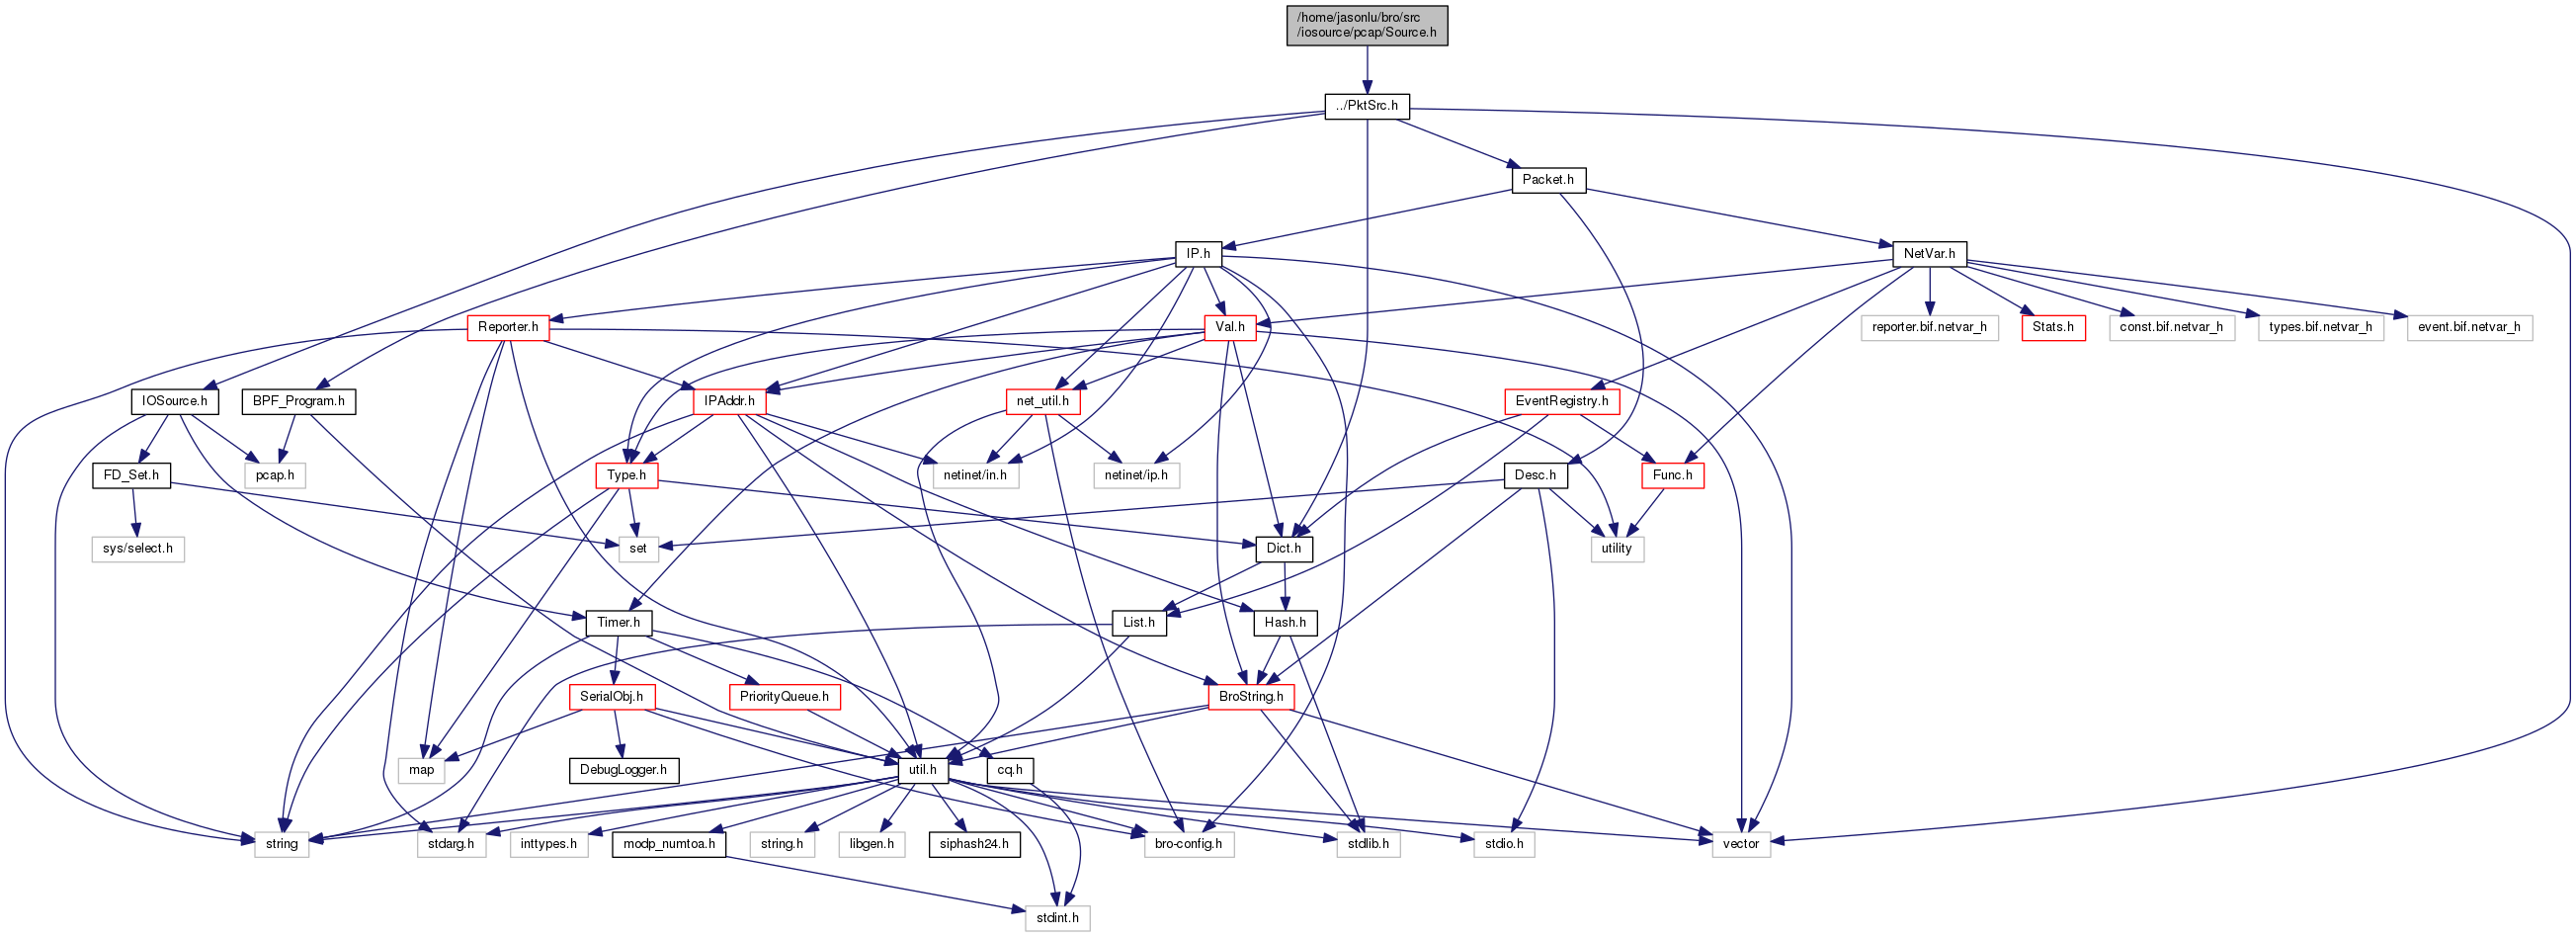 /home/jasonlu/bro/src
/iosource/pcap/Source.h
../PktSrc.h
Packet.h
IP.h
NetVar.h
Reporter.h
Val.h
reporter.bif.netvar_h
Stats.h
const.bif.netvar_h
types.bif.netvar_h
event.bif.netvar_h
IOSource.h
BPF_Program.h
IPAddr.h
net_util.h
EventRegistry.h
FD_Set.h
pcap.h
Type.h
netinet/in.h
netinet/ip.h
Desc.h
Func.h
sys/select.h
set
Dict.h
utility
Timer.h
List.h
Hash.h
SerialObj.h
PriorityQueue.h
BroString.h
map
DebugLogger.h
util.h
cq.h
string
stdarg.h
inttypes.h
modp_numtoa.h
string.h
libgen.h
siphash24.h
bro-config.h
stdlib.h
stdio.h
vector
stdint.h